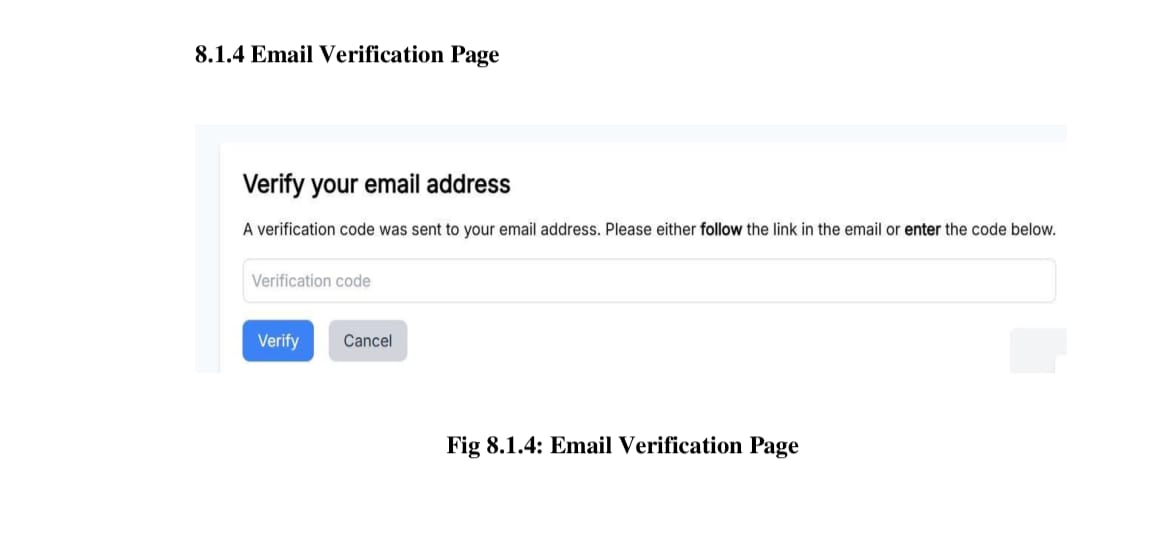 8.1.4 Email Verification Page
Verify your email address
A verification code was sent to your email address. Please either follow the link in the email or enter the code below.
Verification code
Verify Cancel
Fig 8.1.4: Email Verification Page